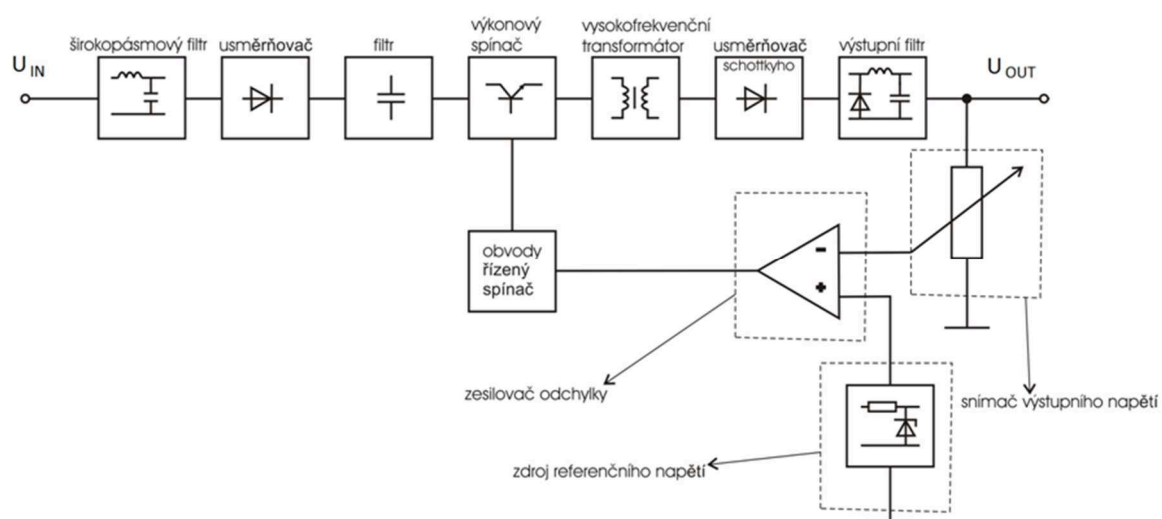 širokopásmový filtr
usměrňovač
filtr
výkonový
spínač
vysokofrekvenční
transformátor
usměrňovač
schottkyho
výstupní filtr
U IN
U OUT
-
+
obvody
řízený
spínač
zesilovač odchylky
snímač výstupního napětí
zdroj referenčního napětí